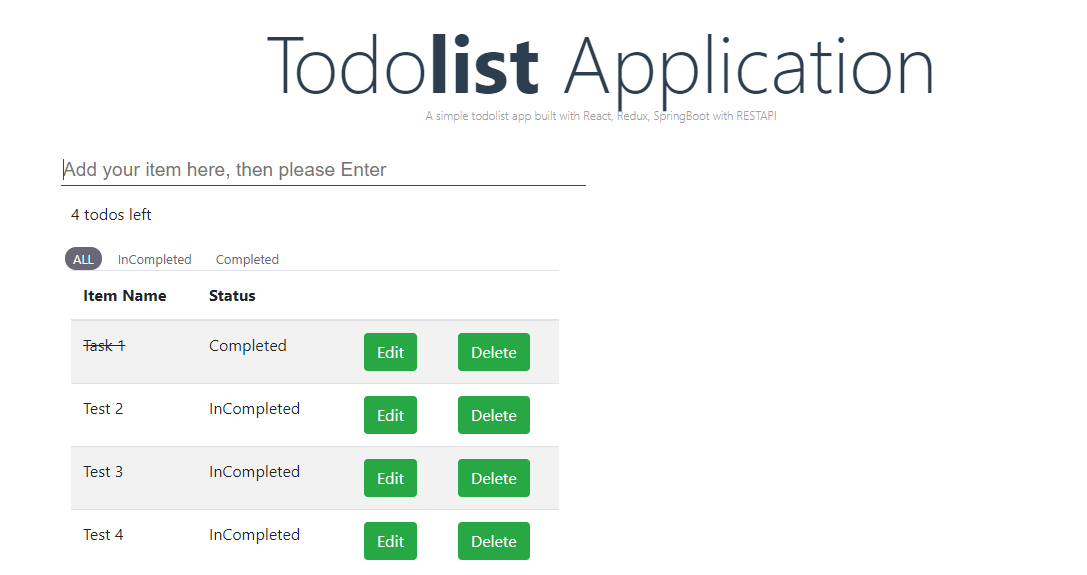 Todolist Application
A simple todolist app built with React, Redux, SpringBoot with RESTAPI
Add your item here, then please Enter
4 todos left
ALL InCompleted Completed
Item Name Status
Task 1 Completed Edit Delete
Test 2 InCompleted Edit Delete
Test 3 InCompleted Edit Delete
Test 4 InCompleted Edit Delete